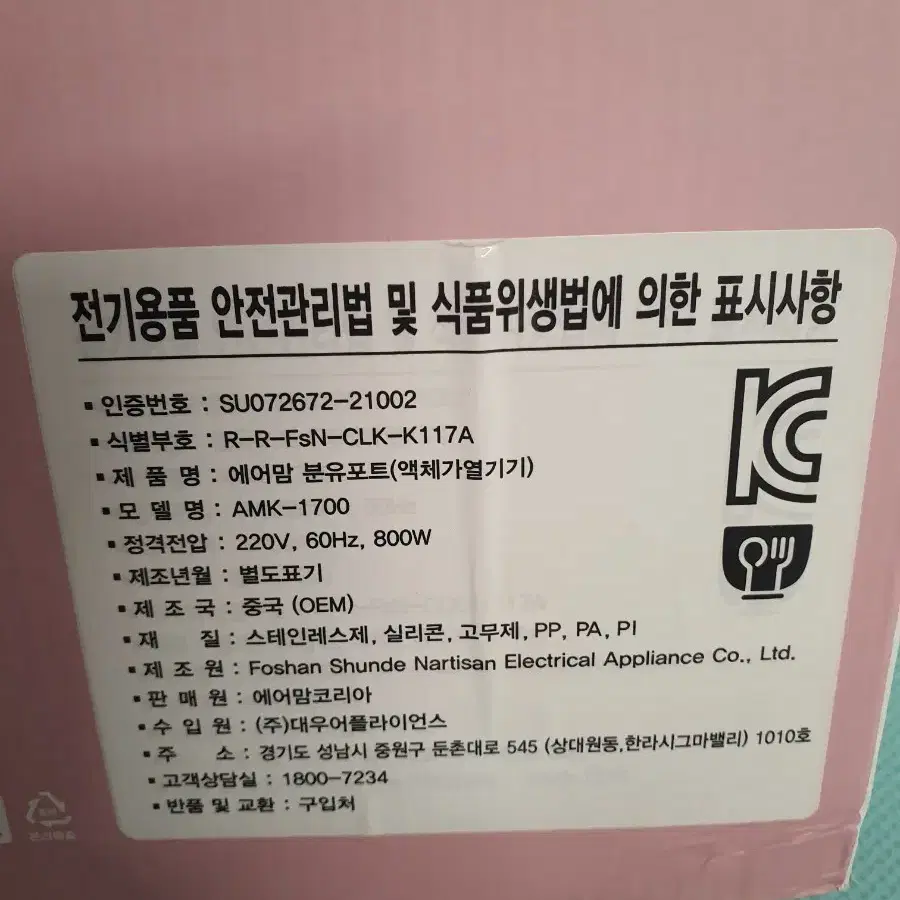 전기용품 안전관리법 및 식품위생법에 의한 표시사항
▪ 인증번호 : SU072672-21002
▪ 식별부호 : R-R-FsN-CLK-K117A
▪ 제 품 명 : 에어맘 분유포트(액체가열기기)
▪ 모 델 명 : AMK-1700
▪ 정격전압 : 220V, 60Hz, 800W
▪ 제조년월 : 별도표기
▪ 제 조 국 : 중국 (OEM)
▪ 재 질 : 스테인레스제, 실리콘, 고무제, PP, PA, PI
▪ 제 조 원 : Foshan Shunde Nartisan Electrical Appliance Co., Ltd.
▪ 판 매 원 : 에어맘코리아
▪ 수 입 원 : (주)대우어플라이언스
▪ 주 소 : 경기도 성남시 중원구 둔촌대로 545 (상대원동,한라시그마밸리) 1010호
▪ 고객상담실 : 1800-7234
▪ 반품 및 교환 : 구입처
KC